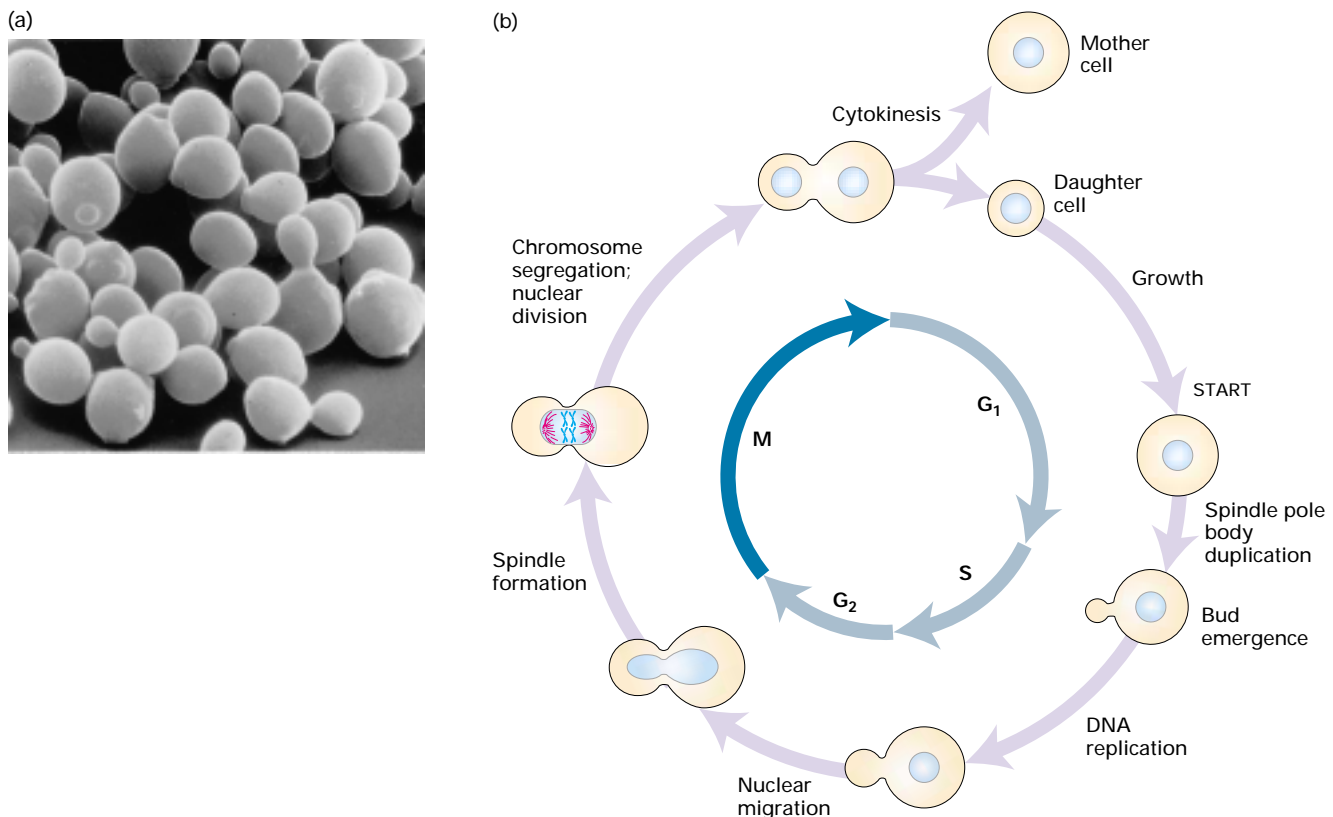 (a)
(b)
Mother
cell
Cytokinesis
Daughter
cell
Growth
START
Spindle pole
body
duplication
Bud
emergence
DNA
replication
Nuclear
migration
Spindle
formation
Chromosome
segregation;
nuclear
division
G₁
S
G₂
M